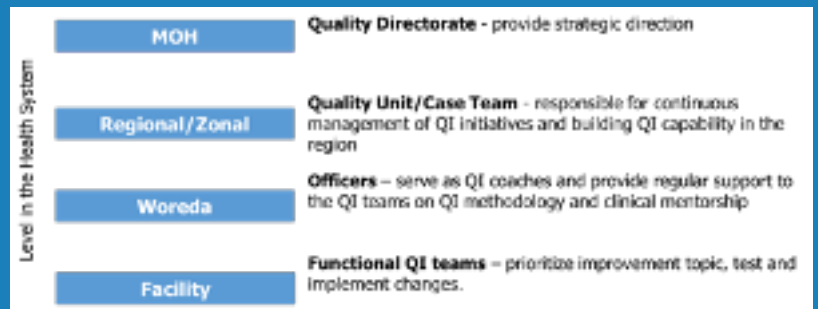 Level in the Health System
MOH
Quality Directorate - provide strategic direction
Regional/Zonal
Quality Unit/Case Team - responsible for continuous
management of QI initiatives and building QI capability in the
region
Woreda
Officers – serve as QI coaches and provide regular support to
the QI teams on QI methodology and clinical mentorship
Facility
Functional QI teams – prioritize improvement topic, test and
implement changes.